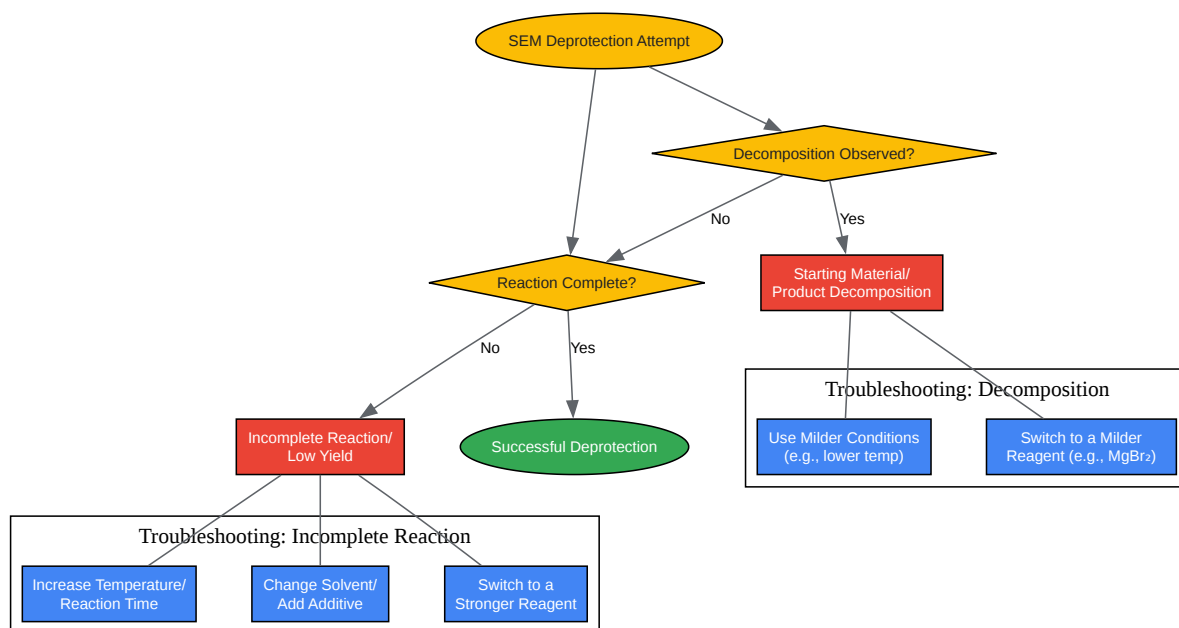 SEM Deprotection Attempt
Decomposition Observed?
No
Yes
Reaction Complete?
Starting Material/
Product Decomposition
No
Yes
Troubleshooting: Decomposition
Incomplete Reaction/
Low Yield
Successful Deprotection
Use Milder Conditions
(e.g., lower temp)
Switch to a Milder
Reagent (e.g., MgBr₂)
Troubleshooting: Incomplete Reaction
Increase Temperature/
Reaction Time
Change Solvent/
Add Additive
Switch to a
Stronger Reagent